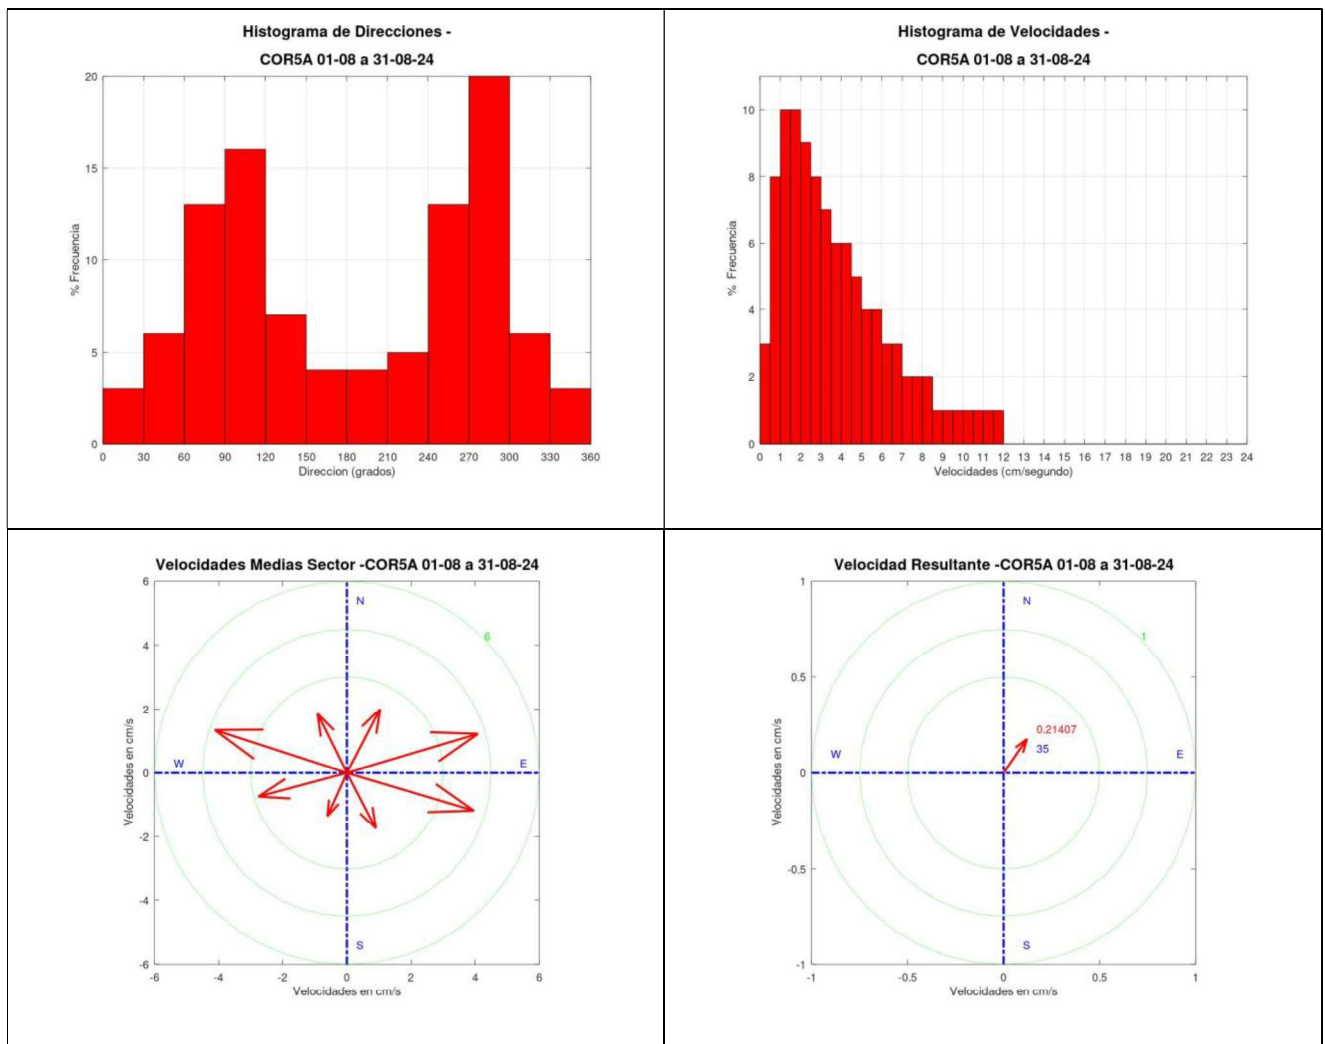 Histograma de Direcciones -
COR5A 01-08 a 31-08-24
20
15
10
5
0
% Frecuencia
0 30 60 90 120 150 180 210 240 270 300 330 360
Direccion (grados)
Histograma de Velocidades -
COR5A 01-08 a 31-08-24
10
8
6
4
2
0
% Frecuencia
0 1 2 3 4 5 6 7 8 9 10 11 12 13 14 15 16 17 18 19 20 21 22 23 24
Velocidades (cm/segundo)
Velocidades Medias Sector -COR5A 01-08 a 31-08-24
6
4
2
0
-2
-4
-6
Velocidades en cm/s
N
6
W
E
S
-6 -4 -2 0 2 4 6
Velocidades en cm/s
Velocidad Resultante -COR5A 01-08 a 31-08-24
1
0.5
0
-0.5
-1
Velocidades en cm/s
N
1
0.21407
35
W
E
S
-1 -0.5 0 0.5 1
Velocidades en cm/s